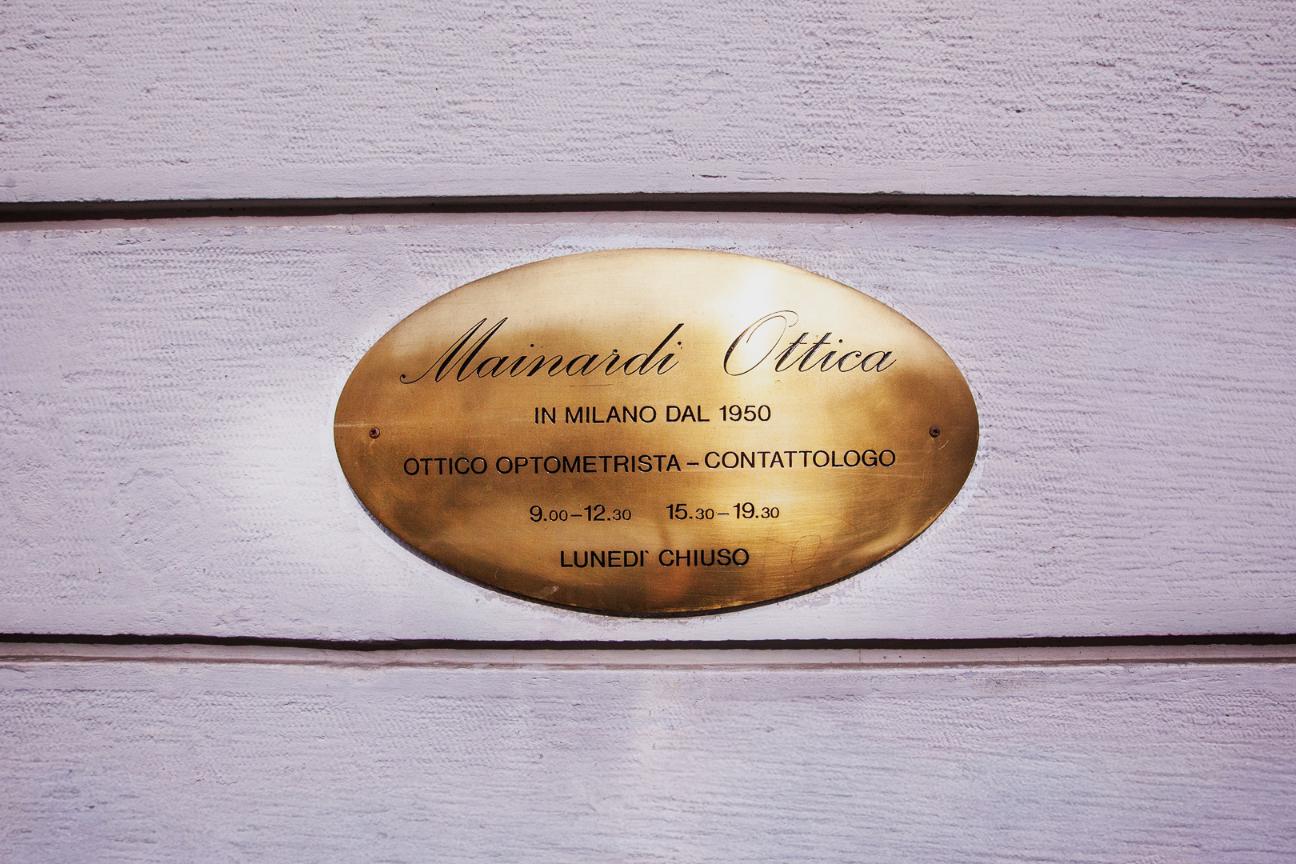 Mainardi Ottica
IN MILANO DAL 1950
OTTICO OPTOMETRISTA – CONTATTOLOGO
9.00–12.30 15.30–19.30
LUNEDI` CHIUSO